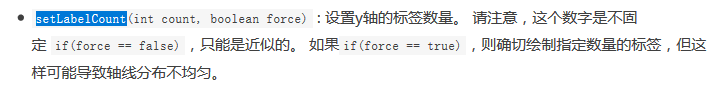 setLabelCount(int count, boolean force)：设置y轴的标签数量。 请注意，这个数字是不固
定 if(force == false) ，只能是近似的。 如果 if(force == true) ，则确切绘制指定数量的标签，但这
样可能导致轴线分布不均匀。